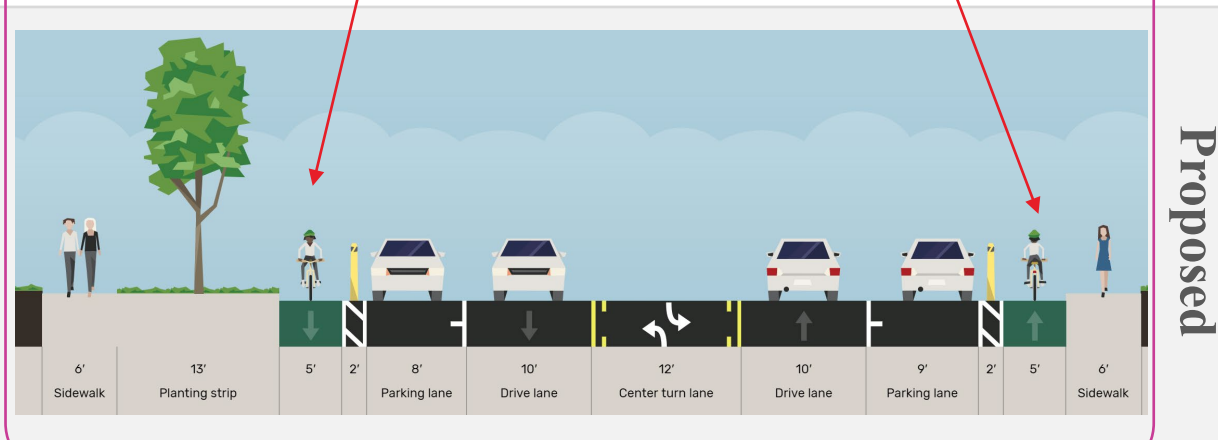 Proposed
6′
Sidewalk
13′
Planting strip
5′
2′
8′
Parking lane
10′
Drive lane
12′
Center turn lane
10′
Drive lane
9′
Parking lane
2′
5′
6′
Sidewalk